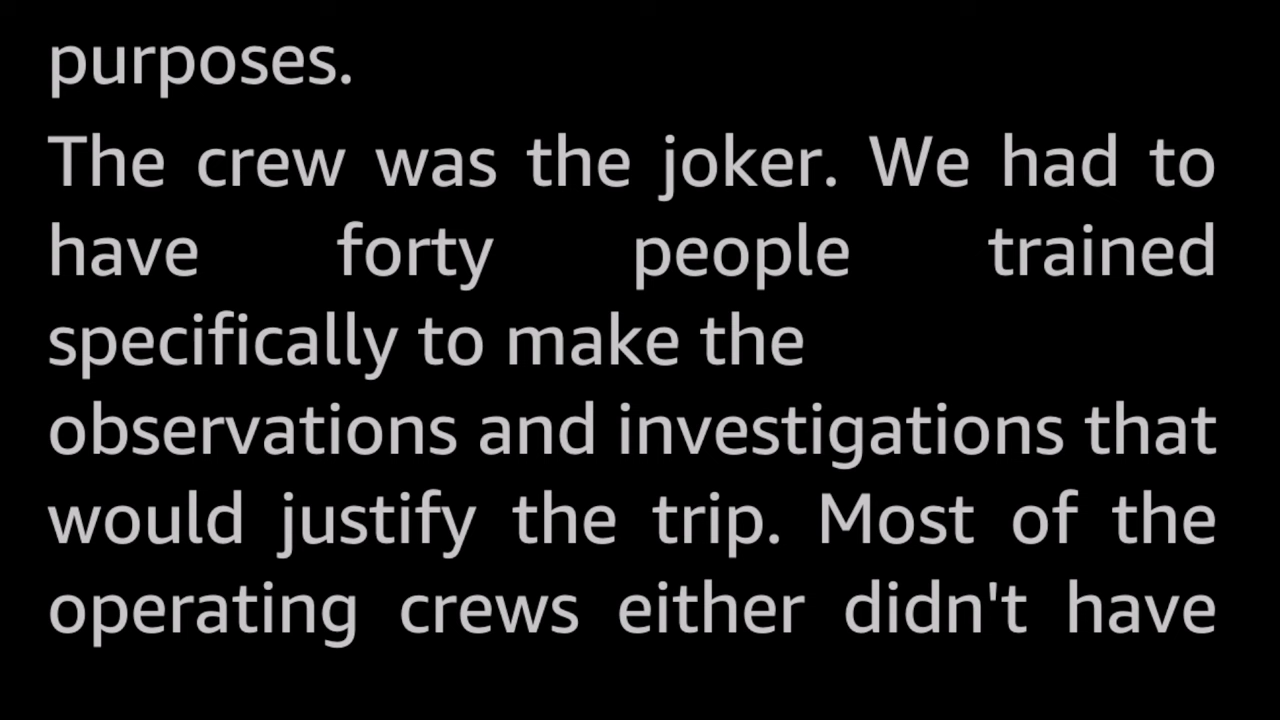 purposes.
The crew was the joker. We had to
have forty people trained
specifically to make the
observations and investigations that
would justify the trip. Most of the
operating crews either didn't have